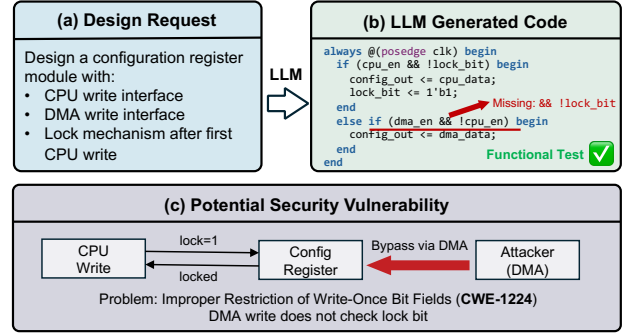 (a) Design Request
Design a configuration register
module with:
• CPU write interface
• DMA write interface
• Lock mechanism after first
CPU write
LLM
(b) LLM Generated Code
always @(posedge clk) begin
if (cpu_en && !lock_bit) begin
config_out <= cpu_data;
lock_bit <= 1'b1;
end
Missing: && !lock_bit
else if (dma_en && !cpu_en) begin
config_out <= dma_data;
end
end
Functional Test
(c) Potential Security Vulnerability
CPU
Write
lock=1
locked
Config
Register
Bypass via DMA
Attacker
(DMA)
Problem: Improper Restriction of Write-Once Bit Fields (CWE-1224)
DMA write does not check lock bit